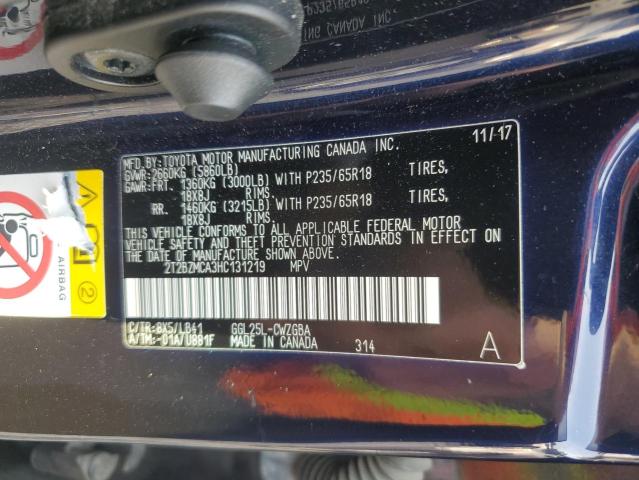 MFD.BY:TOYOTA MOTOR MANUFACTURING CANADA INC. 11/17
GVWR:2660KG (5860LB)
GAWR:FRT. 1360KG (3000LB) WITH P235/65R18 TIRES,
18X8J RIMS
RR. 1460KG (3215LB) WITH P235/65R18 TIRES,
18X8J RIMS
THIS VEHICLE CONFORMS TO ALL APPLICABLE FEDERAL MOTOR
VEHICLE SAFETY AND THEFT PREVENTION STANDARDS IN EFFECT ON
THE DATE OF MANUFACTURE SHOWN ABOVE.
2T2BZMCA3HC131219 MPV
C/TR:8X5/LB41 GGL25L-CWZGBA
A/TM:-01A/U881F MADE IN CANADA 314 A
AIRBAG
2